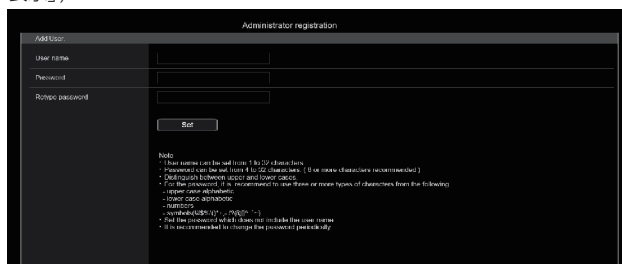 Administrator registration
Add User.
User name
Password
Retype password
Set
Note
・User name can be set from 1 to 32 characters
・Password can be set from 4 to 32 characters. ( 8 or more characters recommended )
・Distinguish between upper and lower cases.
・For the password, it is recommend to use three or more types of characters from the following
- upper case alphabetic
- lower case alphabetic
- numbers
・Set the password which does not include the user name
・It is recommended to change the password periodically